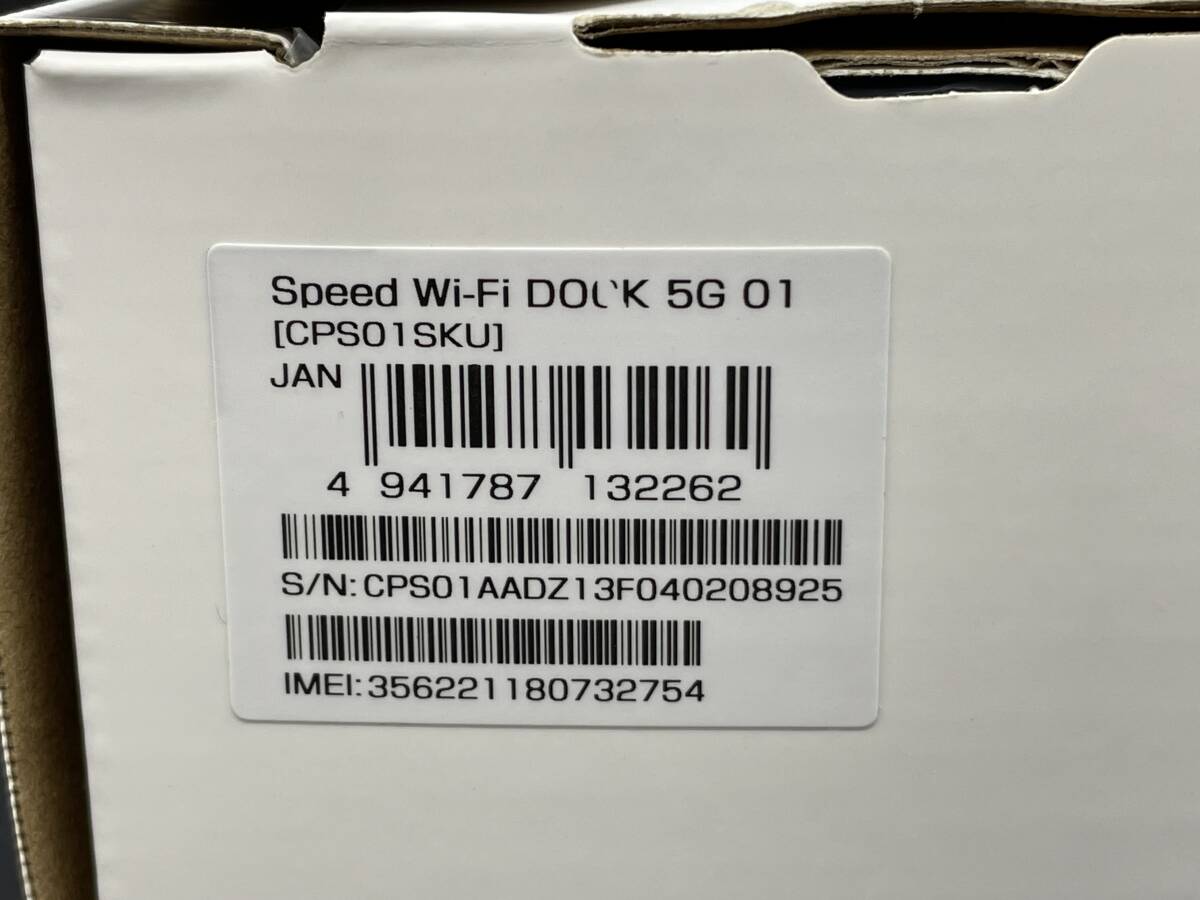 Speed Wi-Fi DOCK 5G 01
[CPS01SKU]
JAN
4 941787 132262
S/N: CPS01AADZ13F040208925
IMEI: 356221180732754